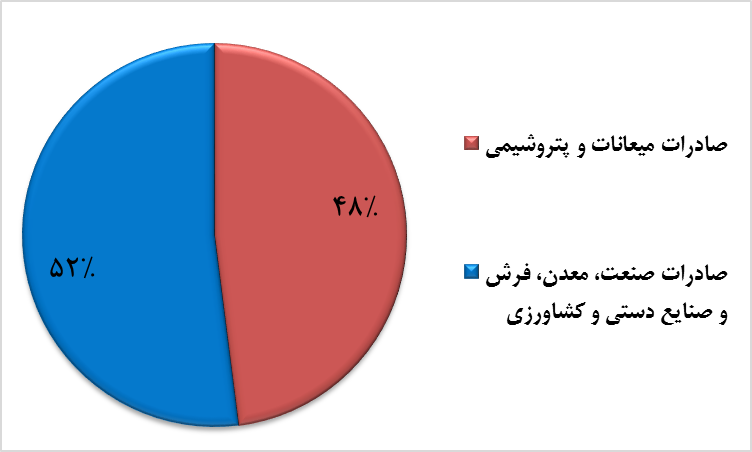 صادرات میعانات و پتروشیمی
۴۸٪
۵۲٪
صادرات صنعت، معدن، فرش
و صنایع دستی و کشاورزی